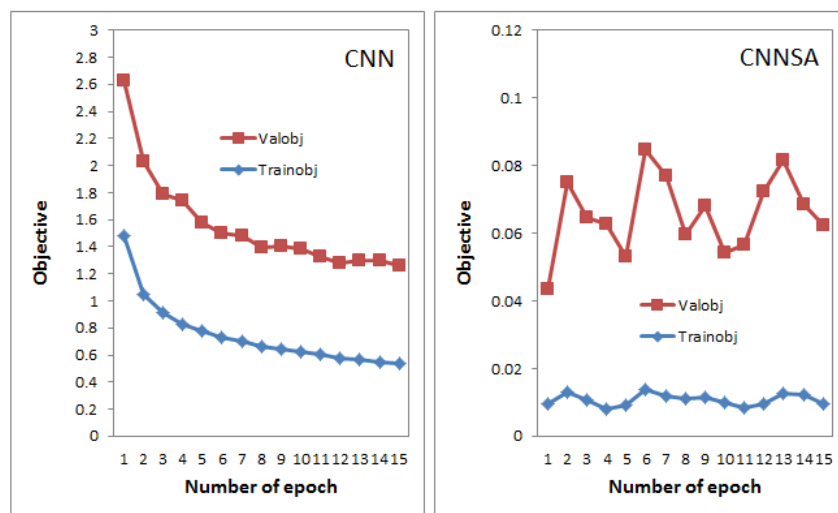 CNN
3
2.8
2.6
2.4
2.2
2
1.8
1.6
1.4
1.2
1
0.8
0.6
0.4
0.2
0
Objective
Valobj
Trainobj
1 2 3 4 5 6 7 8 9 10 11 12 13 14 15
Number of epoch
CNNSA
0.12
0.1
0.08
0.06
0.04
0.02
0
Objective
Valobj
Trainobj
1 2 3 4 5 6 7 8 9 10 11 12 13 14 15
Number of epoch